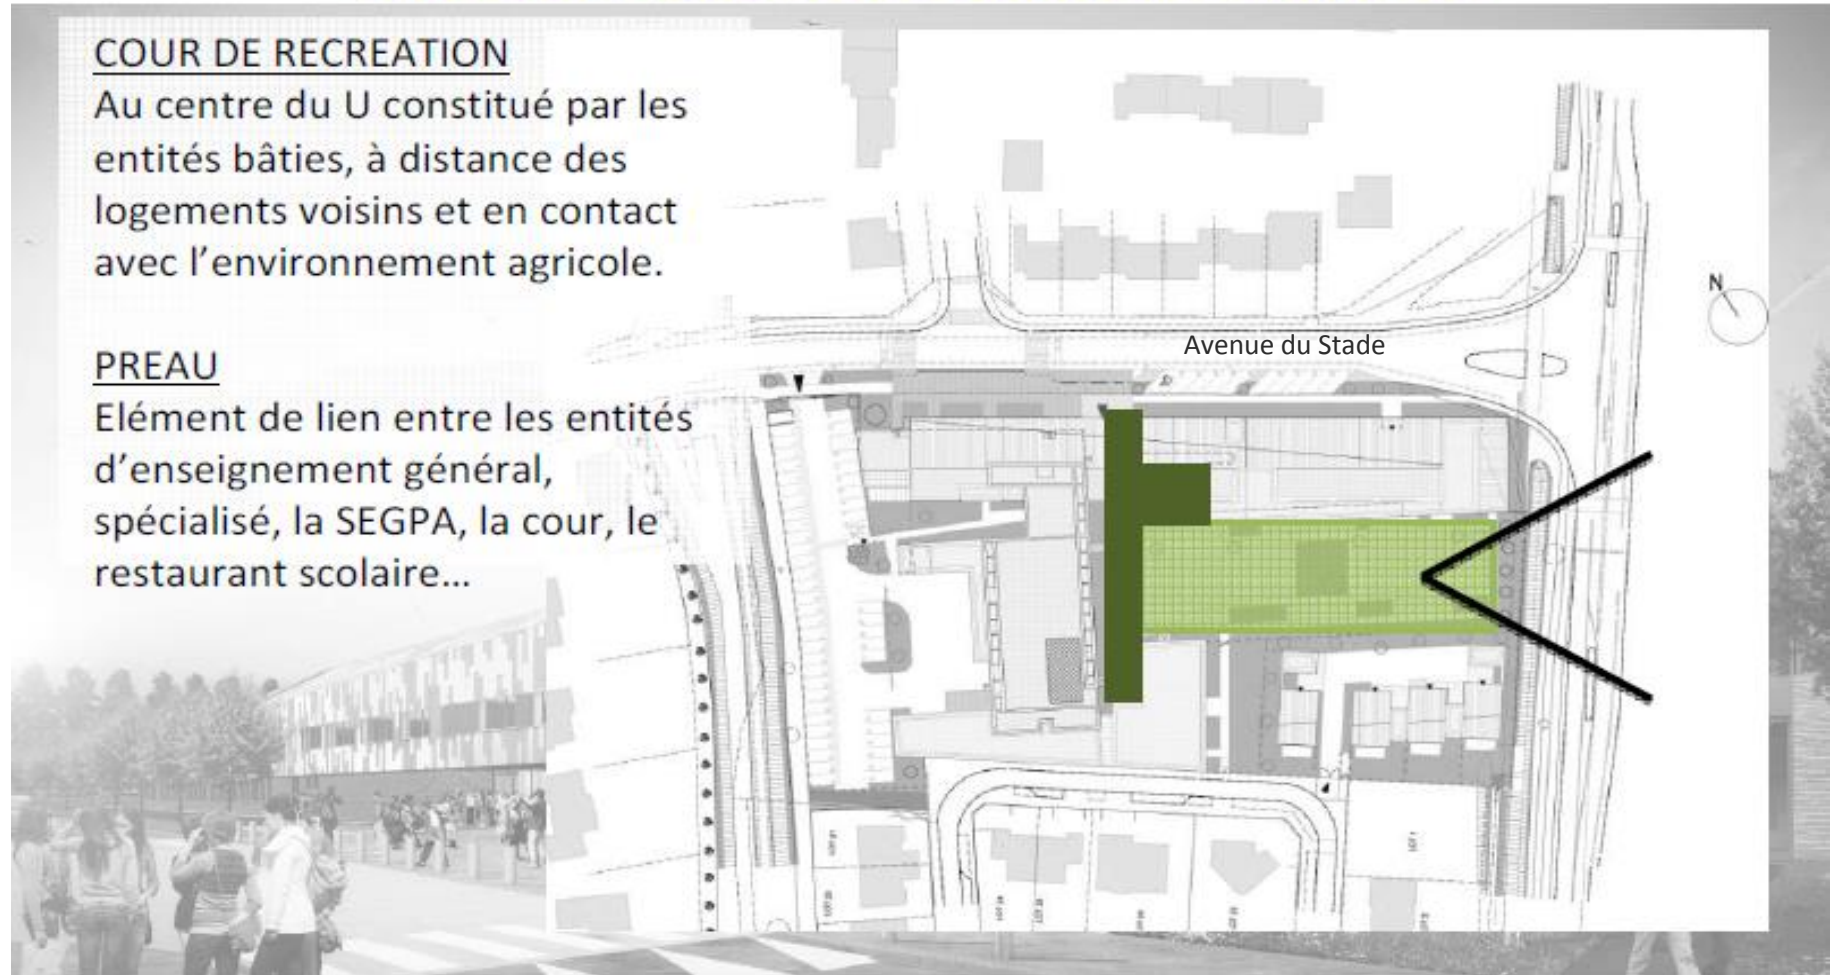 COUR DE RECREATION
Au centre du U constitué par les
entités bâties, à distance des
logements voisins et en contact
avec l'environnement agricole.
PREAU
Elément de lien entre les entités
d'enseignement général,
spécialisé, la SEGPA, la cour, le
restaurant scolaire...
N
Avenue du Stade